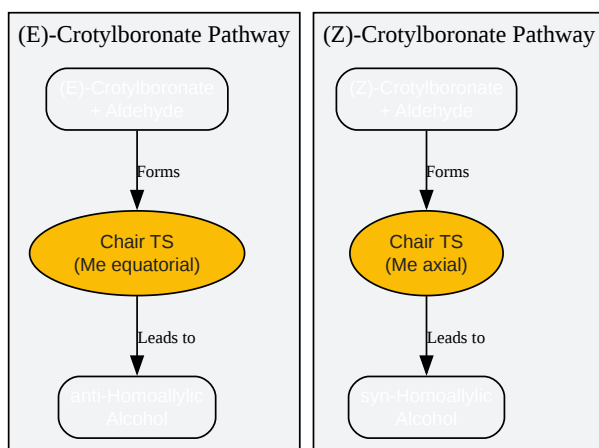 (E)-Crotylboronate Pathway
(E)-Crotylboronate
+ Aldehyde
Forms
Chair TS
(Me equatorial)
Leads to
anti-Homoallylic
Alcohol
(Z)-Crotylboronate Pathway
(Z)-Crotylboronate
+ Aldehyde
Forms
Chair TS
(Me axial)
Leads to
syn-Homoallylic
Alcohol